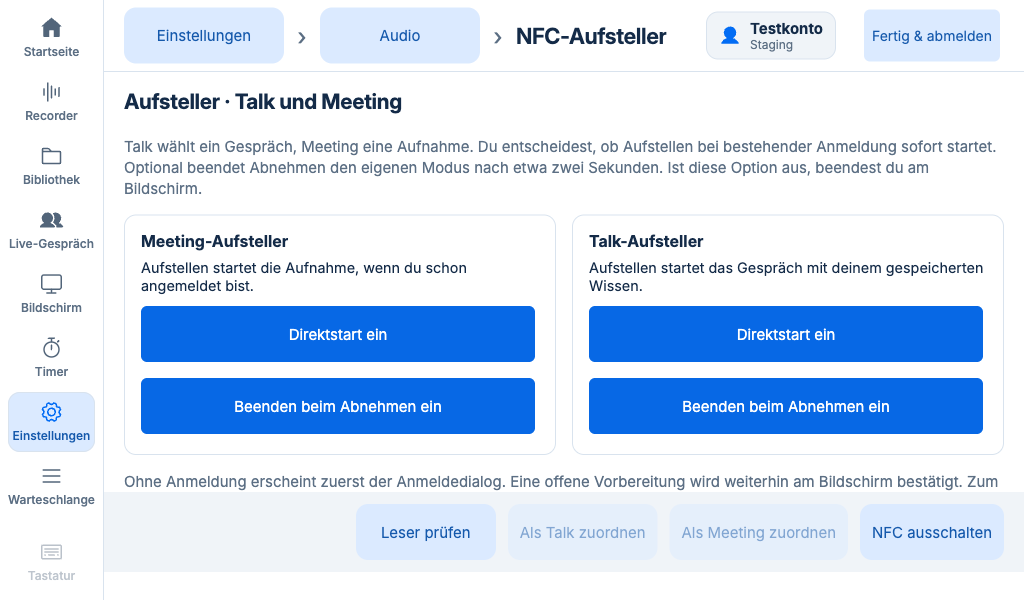 Startseite
Recorder
Bibliothek
Live-Gespräch
Bildschirm
Timer
Einstellungen
Warteschlange
Tastatur
Einstellungen › Audio › NFC-Aufsteller
Testkonto
Staging
Fertig & abmelden
Aufsteller · Talk und Meeting
Talk wählt ein Gespräch, Meeting eine Aufnahme. Du entscheidest, ob Aufstellen bei bestehender Anmeldung sofort startet.
Optional beendet Abnehmen den eigenen Modus nach etwa zwei Sekunden. Ist diese Option aus, beendest du am
Bildschirm.
Meeting-Aufsteller
Aufstellen startet die Aufnahme, wenn du schon
angemeldet bist.
Direktstart ein
Beenden beim Abnehmen ein
Talk-Aufsteller
Aufstellen startet das Gespräch mit deinem gespeicherten
Wissen.
Direktstart ein
Beenden beim Abnehmen ein
Ohne Anmeldung erscheint zuerst der Anmeldedialog. Eine offene Vorbereitung wird weiterhin am Bildschirm bestätigt. Zum
Leser prüfen
Als Talk zuordnen
Als Meeting zuordnen
NFC ausschalten